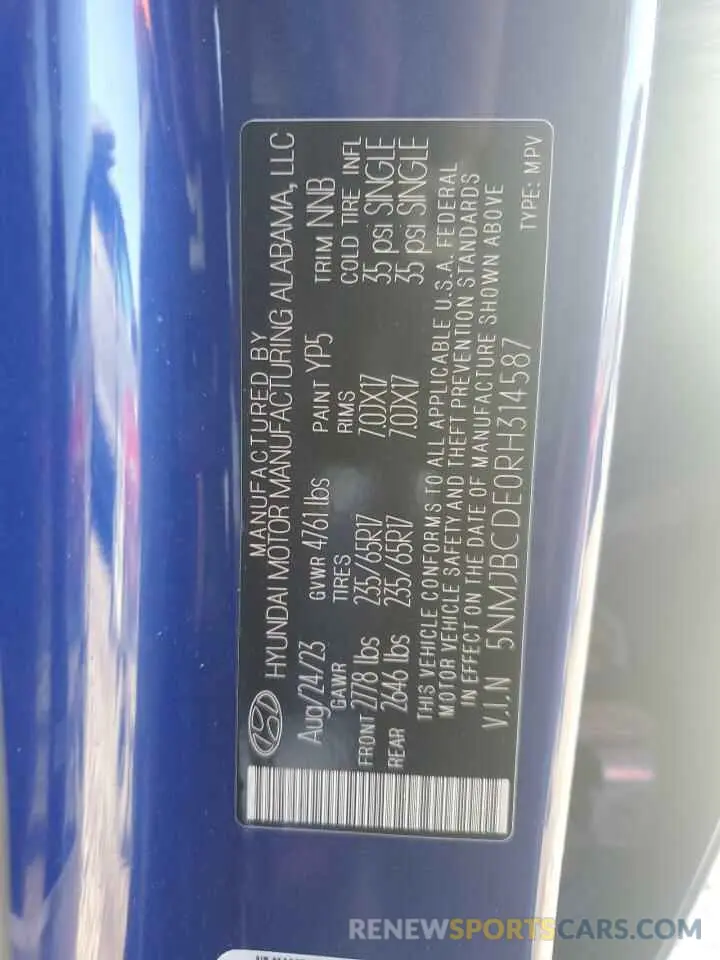 MANUFACTURED BY
HYUNDAI MOTOR MANUFACTURING ALABAMA, LLC
Aug/24/23 GVWR 4761 lbs PAINT YP5 TRIM NNB
GAWR TIRES RIMS COLD TIRE INFL
FRONT 2778 lbs 235/65R17 7.0JX17 35 psi SINGLE
REAR 2646 lbs 235/65R17 7.0JX17 35 psi SINGLE
THIS VEHICLE CONFORMS TO ALL APPLICABLE U.S.A. FEDERAL
MOTOR VEHICLE SAFETY AND THEFT PREVENTION STANDARDS
IN EFFECT ON THE DATE OF MANUFACTURE SHOWN ABOVE
V.I.N 5NMJBCDE0RH314587 TYPE: MPV
RENEWSPORTSCARS.COM